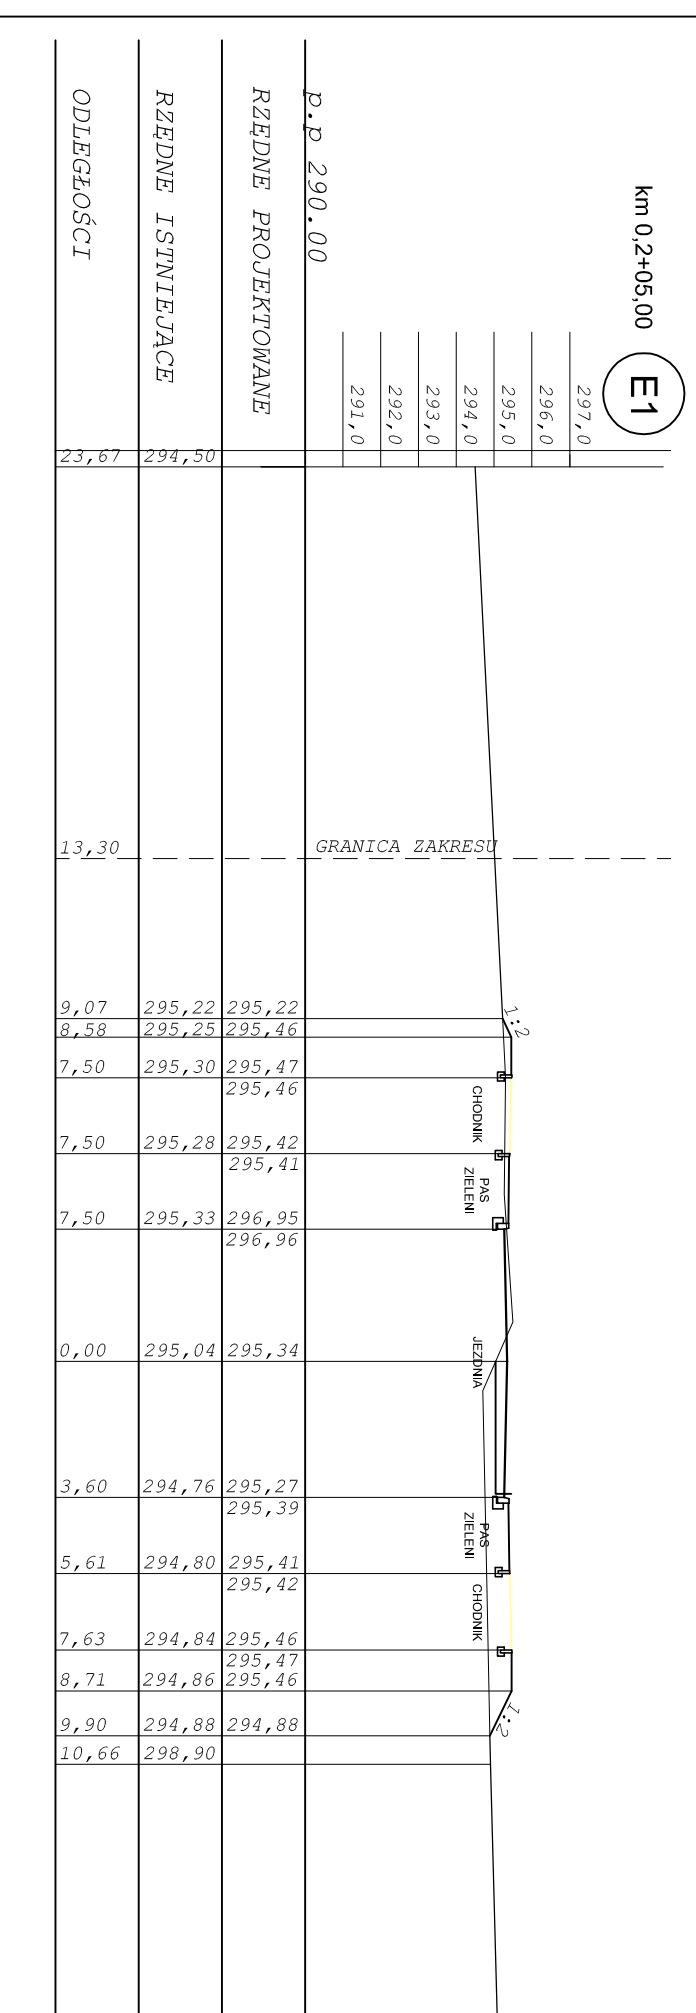 km 0,2+05,00
E1
297,0
296,0
295,0
294,0
293,0
292,0
291,0
p.p 290.00
RZĘDNE PROJEKTOWANE
RZĘDNE ISTNIEJĄCE
ODLEGŁOŚCI
23,67 294,50
13,30 GRANICA ZAKRESU
9,07 295,22 295,22
1:2
8,58 295,25 295,46
7,50 295,30 295,47
295,46
CHODNIK
7,50 295,28 295,42
295,41
PAS
ZIELENI
7,50 295,33 296,95
296,96
0,00 295,04 295,34
JEZDNIA
3,60 294,76 295,27
295,39
PAS
ZIELENI
5,61 294,80 295,41
295,42
CHODNIK
7,63 294,84 295,46
295,47
8,71 294,86 295,46
1:2
9,90 294,88 294,88
10,66 298,90